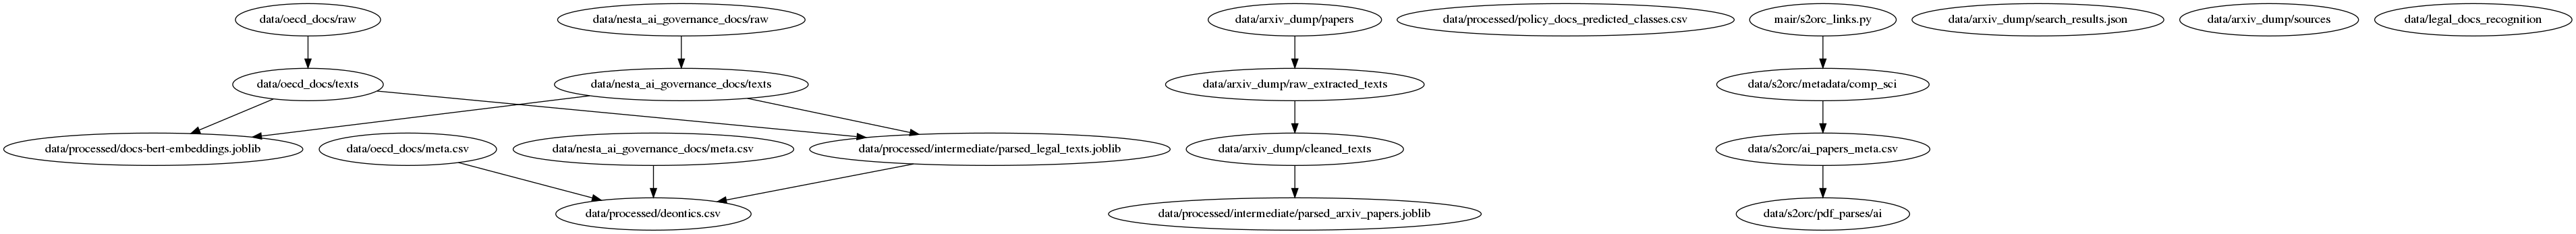 data/oecd_docs/raw
data/nesta_ai_governance_docs/raw
data/arxiv_dump/papers
data/processed/policy_docs_predicted_classes.csv
mair/s2orc_links.py
data/arxiv_dump/search_results.json
data/arxiv_dump/sources
data/legal_docs_recognition
data/oecd_docs/texts
data/nesta_ai_governance_docs/texts
data/arxiv_dump/raw_extracted_texts
data/s2orc/metadata/comp_sci
data/processed/docs-bert-embeddings.joblib
data/oecd_docs/meta.csv
data/nesta_ai_governance_docs/meta.csv
data/processed/intermediate/parsed_legal_texts.joblib
data/arxiv_dump/cleaned_texts
data/s2orc/ai_papers_meta.csv
data/processed/deontics.csv
data/processed/intermediate/parsed_arxiv_papers.joblib
data/s2orc/pdf_parses/ai